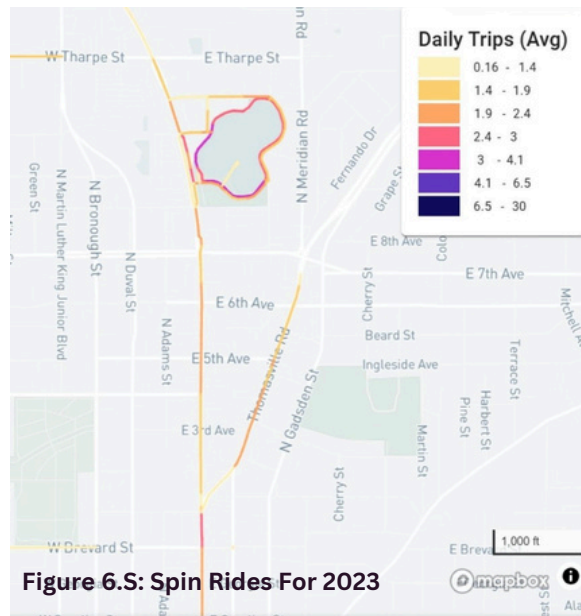 Daily Trips (Avg)
0.16 - 1.4
1.4 - 1.9
1.9 - 2.4
2.4 - 3
3 - 4.1
4.1 - 6.5
6.5 - 30
W Tharpe St
E Tharpe St
N Meridian Rd
Fernando Dr
Grape St
Green St
N Martin Luther King Junior Blvd
N Bronough St
N Duval St
E 8th Ave
Colo
E 7th Ave
E 6th Ave
Cherry St
Mitchell Av
N Adams St
Beard St
E 5th Ave
Thomasville Rd
Ingleside Ave
Terrace St
N Gadsden St
Harbert St
Pine St
E 3rd Ave
Martin St
Cherry St
1,000 ft
W Brevard St
E Breva
Figure 6.S: Spin Rides For 2023
mapbox